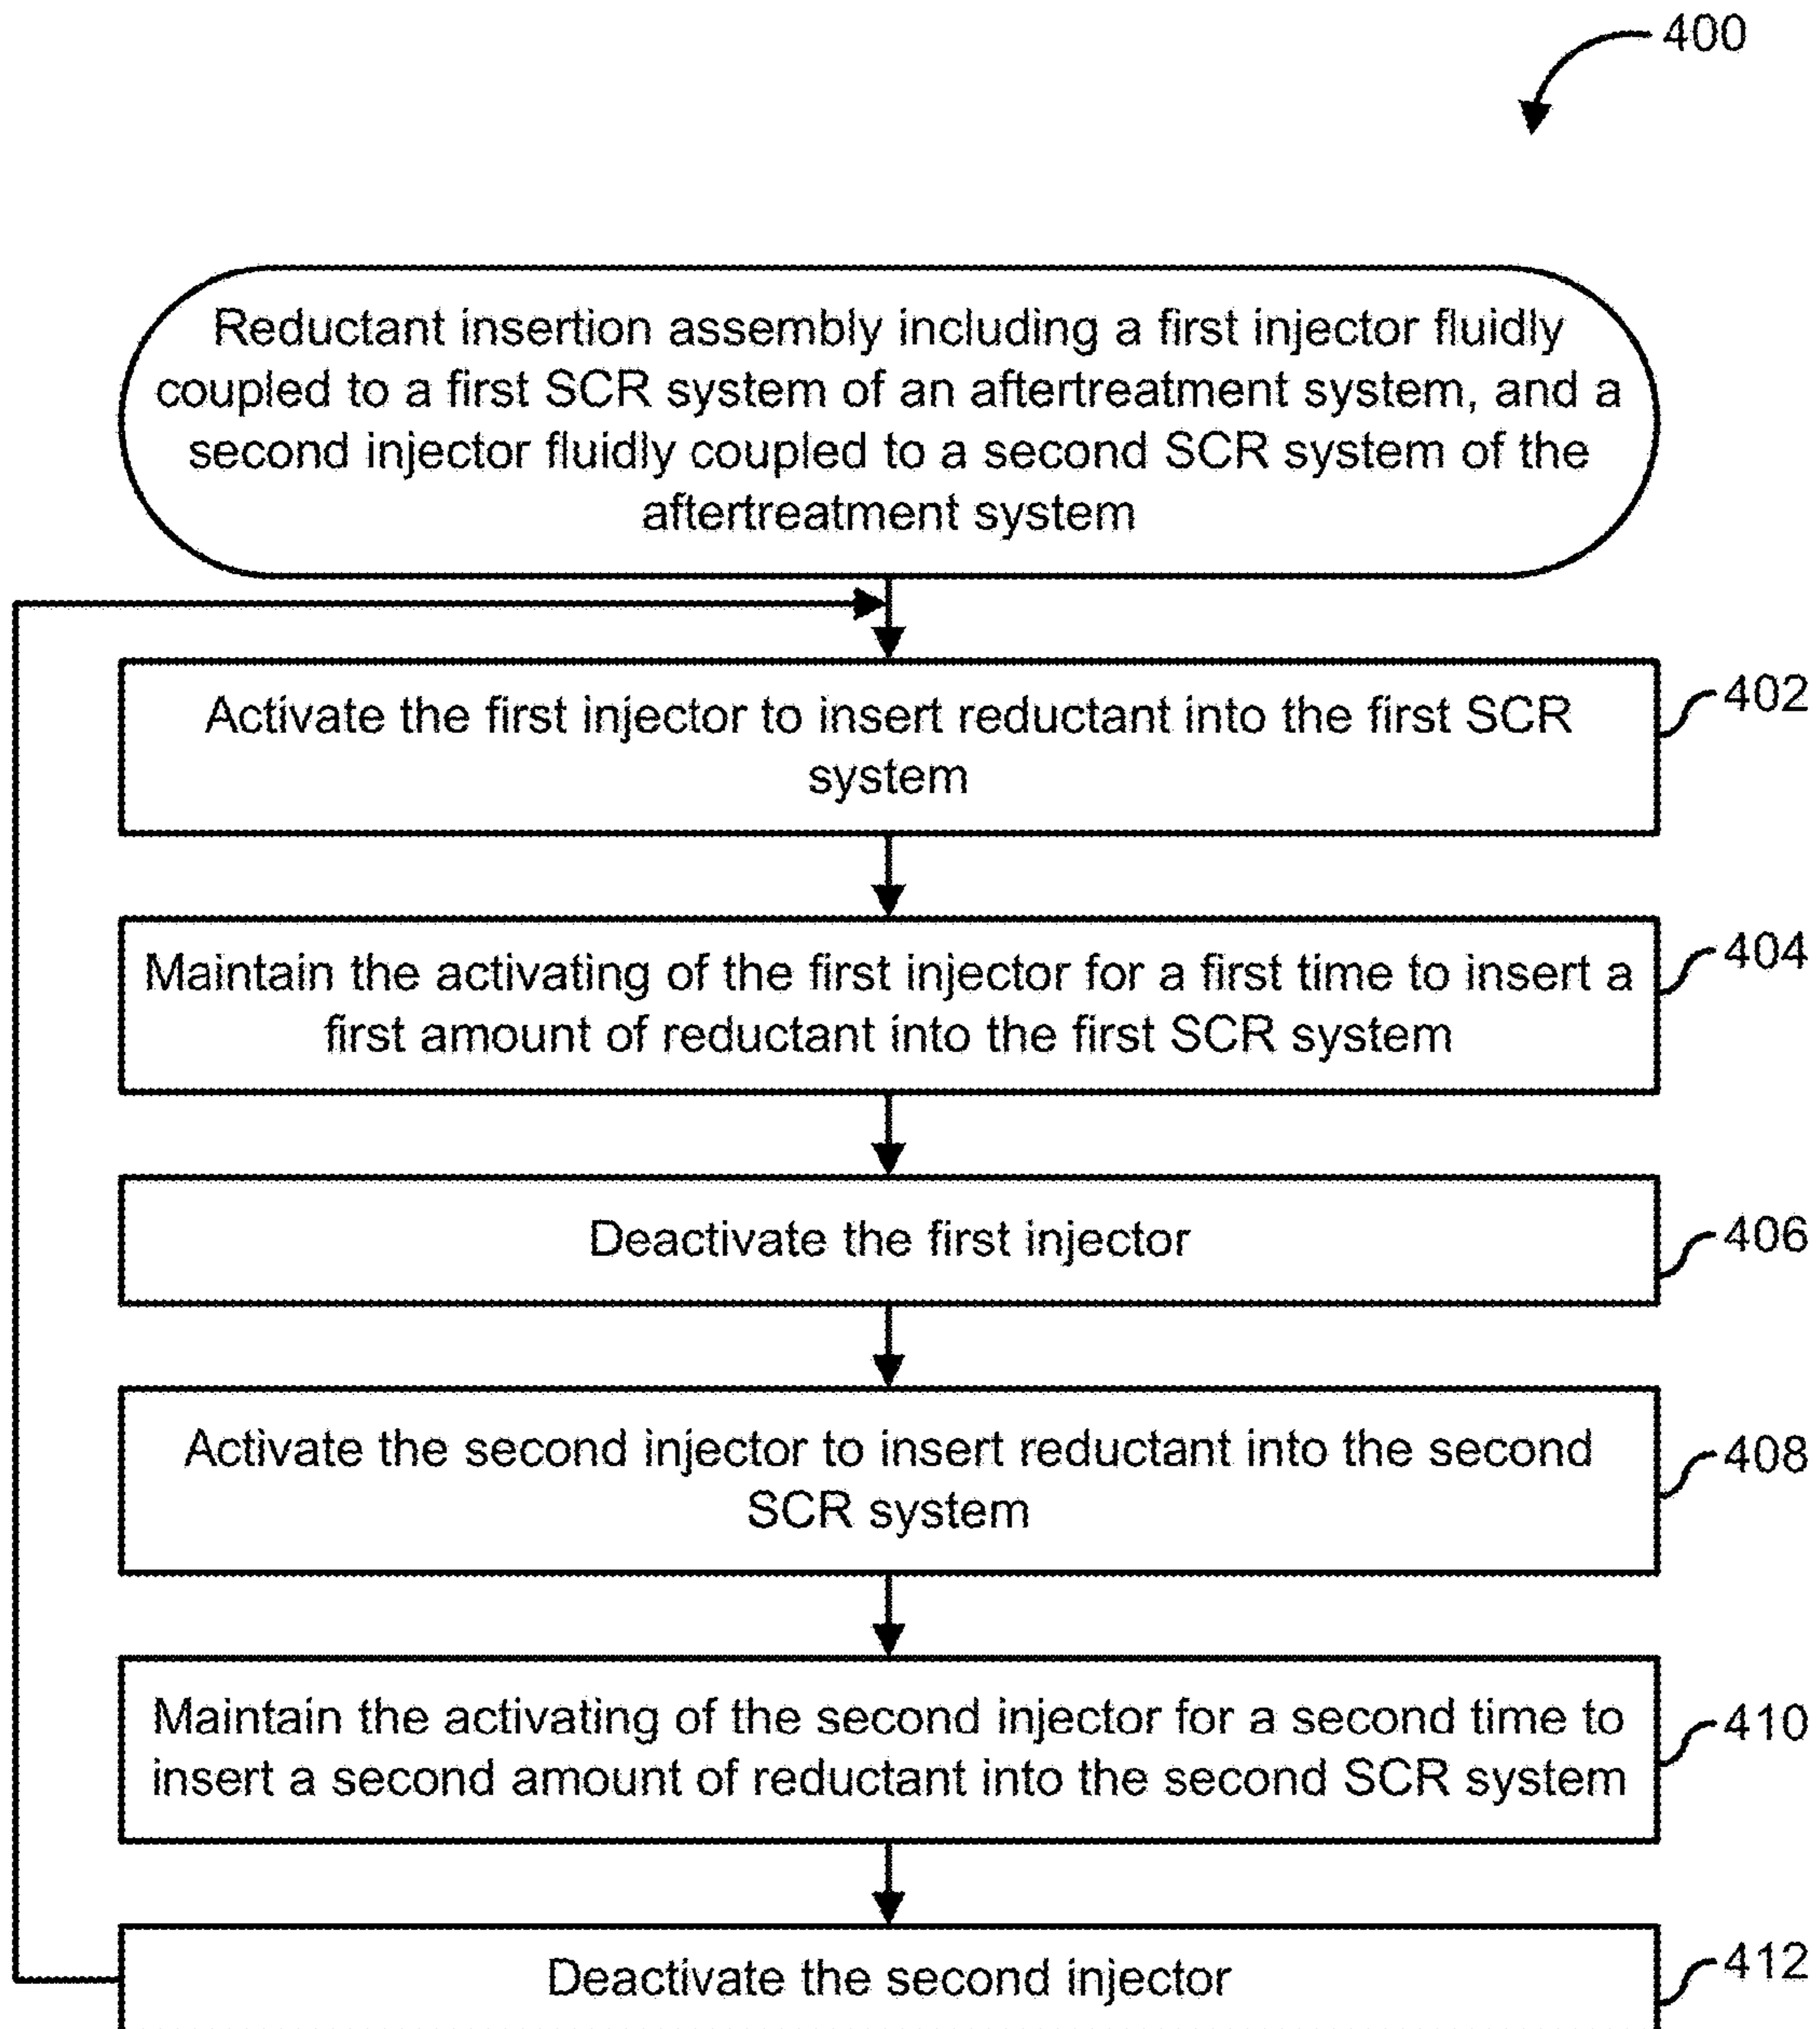 400
Reductant insertion assembly including a first injector fluidly
coupled to a first SCR system of an aftertreatment system, and a
second injector fluidly coupled to a second SCR system of the
aftertreatment system
Activate the first injector to insert reductant into the first SCR
system
402
Maintain the activating of the first injector for a first time to insert a
first amount of reductant into the first SCR system
404
Deactivate the first injector
406
Activate the second injector to insert reductant into the second
SCR system
408
Maintain the activating of the second injector for a second time to
insert a second amount of reductant into the second SCR system
410
Deactivate the second injector
412